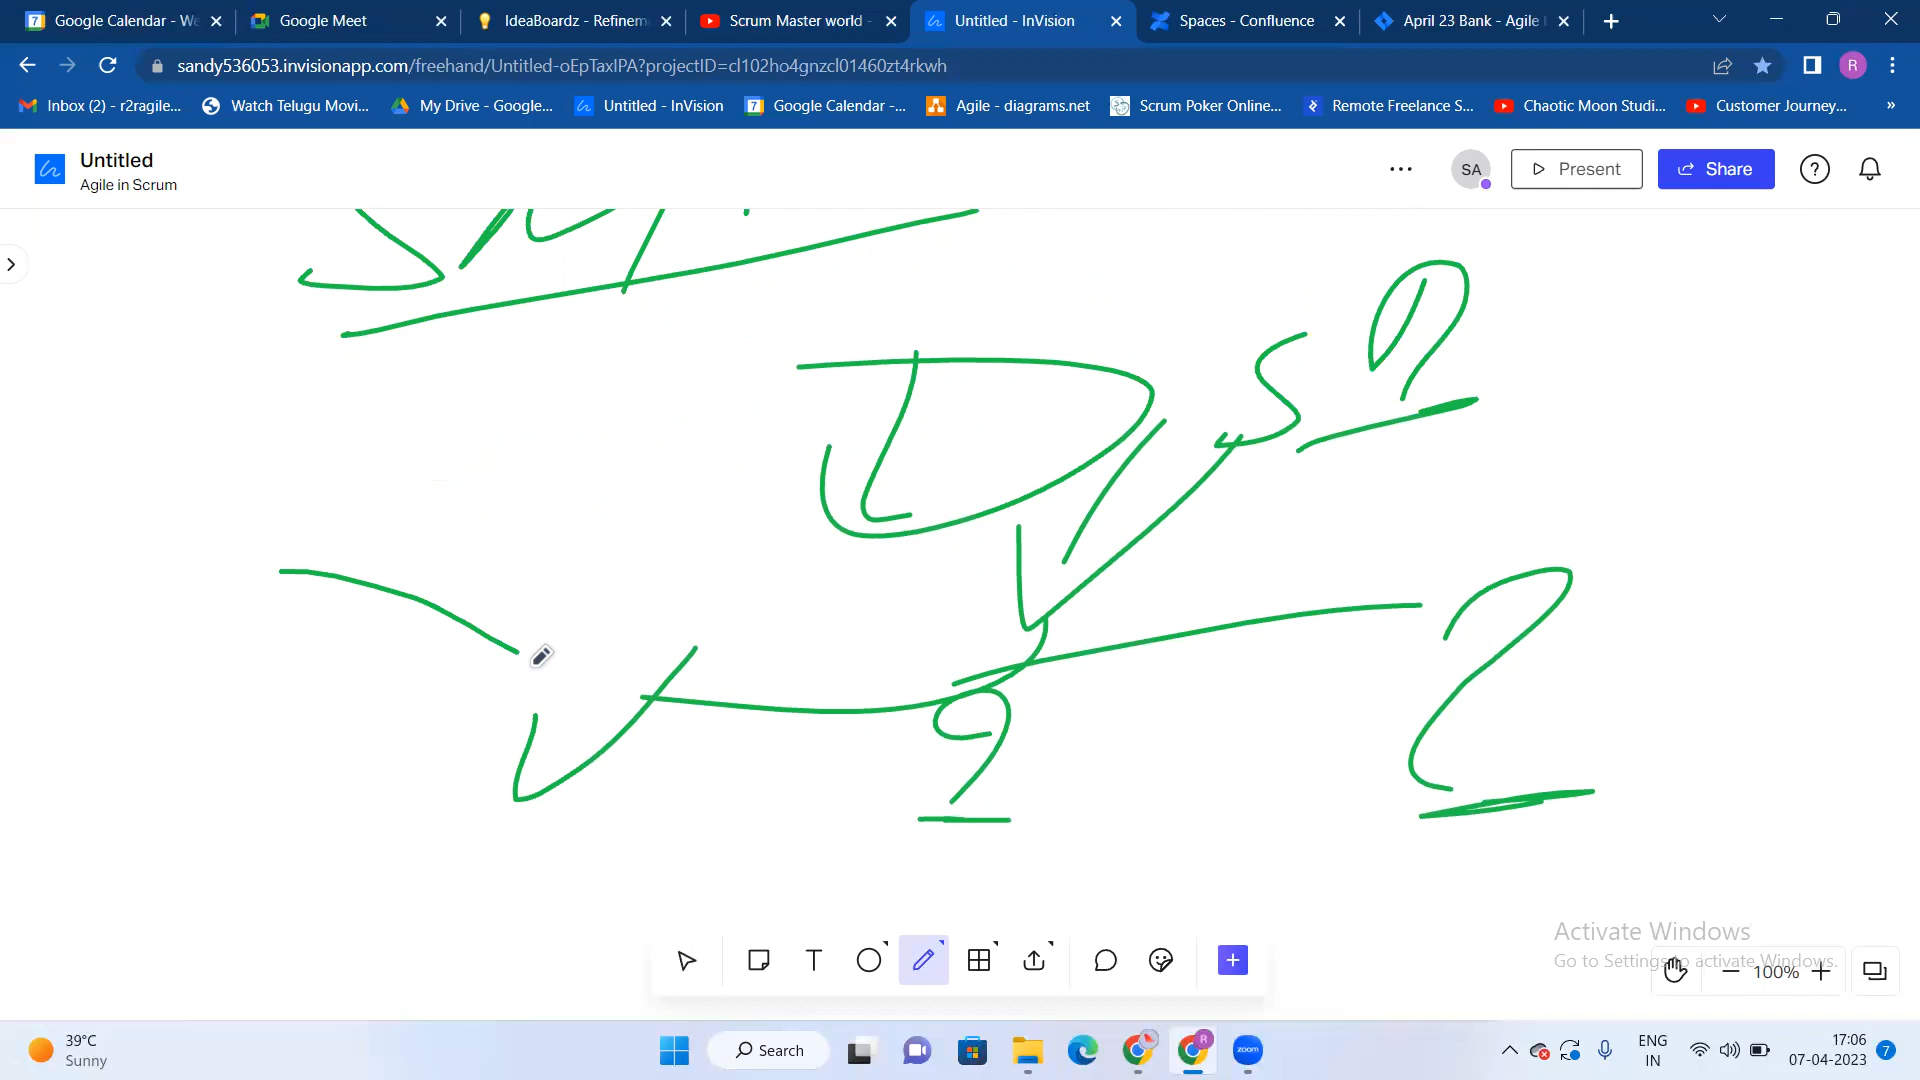 Google Calendar - We
Google Meet
IdeaBoardz - Refinem
Scrum Master world -
Untitled - InVision
Spaces - Confluence
April 23 Bank - Agile
sandy536053.invisionapp.com/freehand/Untitled-oEpTaxIPA?projectID=cl102ho4gnzcl01460zt4rkwh
R
Inbox (2) - r2ragile...
Watch Telugu Movi...
My Drive - Google...
Untitled - InVision
Google Calendar -...
Agile - diagrams.net
Scrum Poker Online...
Remote Freelance S...
Chaotic Moon Studi...
Customer Journey...
»
Untitled
Agile in Scrum
SA
Present
Share
Activate Windows
Go to Settings to activate Windows.
100%
39°C
Sunny
Search
zoom
ENG
IN
17:06
07-04-2023
7